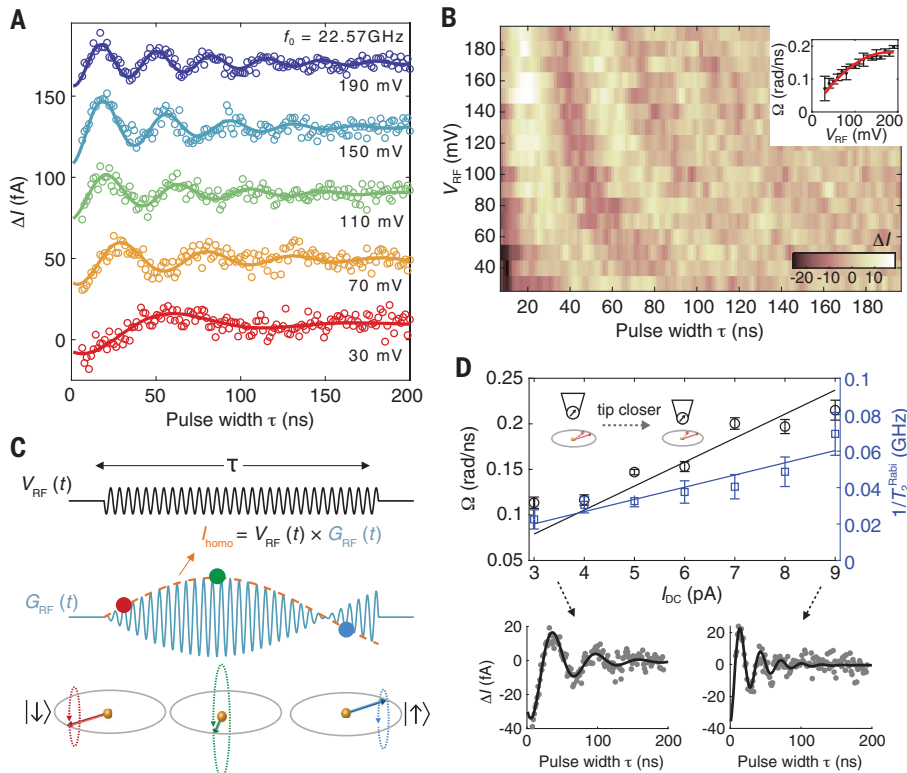 A
f₀ = 22.57GHz
190 mV
150 mV
110 mV
70 mV
30 mV
150
100
50
0
ΔI (fA)
0 50 100 150 200
Pulse width τ (ns)
B
V_RF (mV)
180
160
140
120
100
80
60
40
20 40 60 80 100 120 140 160 180
Pulse width τ (ns)
ΔI
-20 -10 0 10
Ω (rad/ns)
0.2
0.1
0
0 100 200
V_RF (mV)
C
τ
V_RF (t)
I_homo = V_RF (t) × G_RF (t)
G_RF (t)
|↓⟩
|↑⟩
D
tip closer
Ω (rad/ns)
0.25
0.2
0.15
0.1
0.05
3 4 5 6 7 8 9
I_DC (pA)
0.1
0.08
0.06
0.04
0.02
0
1/T₂^Rabi (GHz)
ΔI (fA)
20
0
-20
-40
0 100 200
Pulse width τ (ns)
20
0
-20
-40
0 100 200
Pulse width τ (ns)